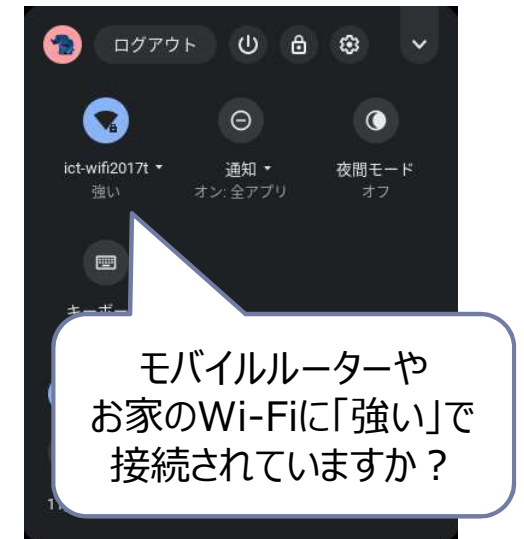 ログアウト
ict-wifi2017t
強い
通知
オン: 全アプリ
夜間モード
オフ
モバイルルーターや
お家のWi-Fiに「強い」で
接続されていますか？